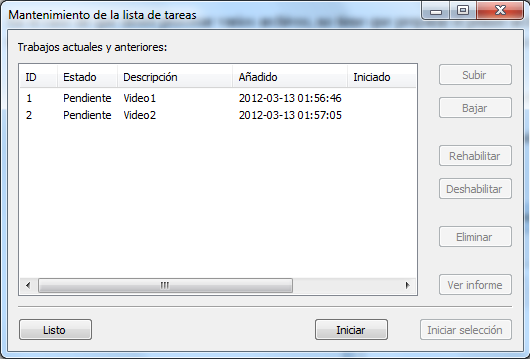 Mantenimiento de la lista de tareas
Trabajos actuales y anteriores:
ID Estado Descripción Añadido Iniciado
1 Pendiente Video1 2012-03-13 01:56:46
2 Pendiente Video2 2012-03-13 01:57:05
Subir
Bajar
Rehabilitar
Deshabilitar
Eliminar
Ver informe
Listo Iniciar Iniciar selección